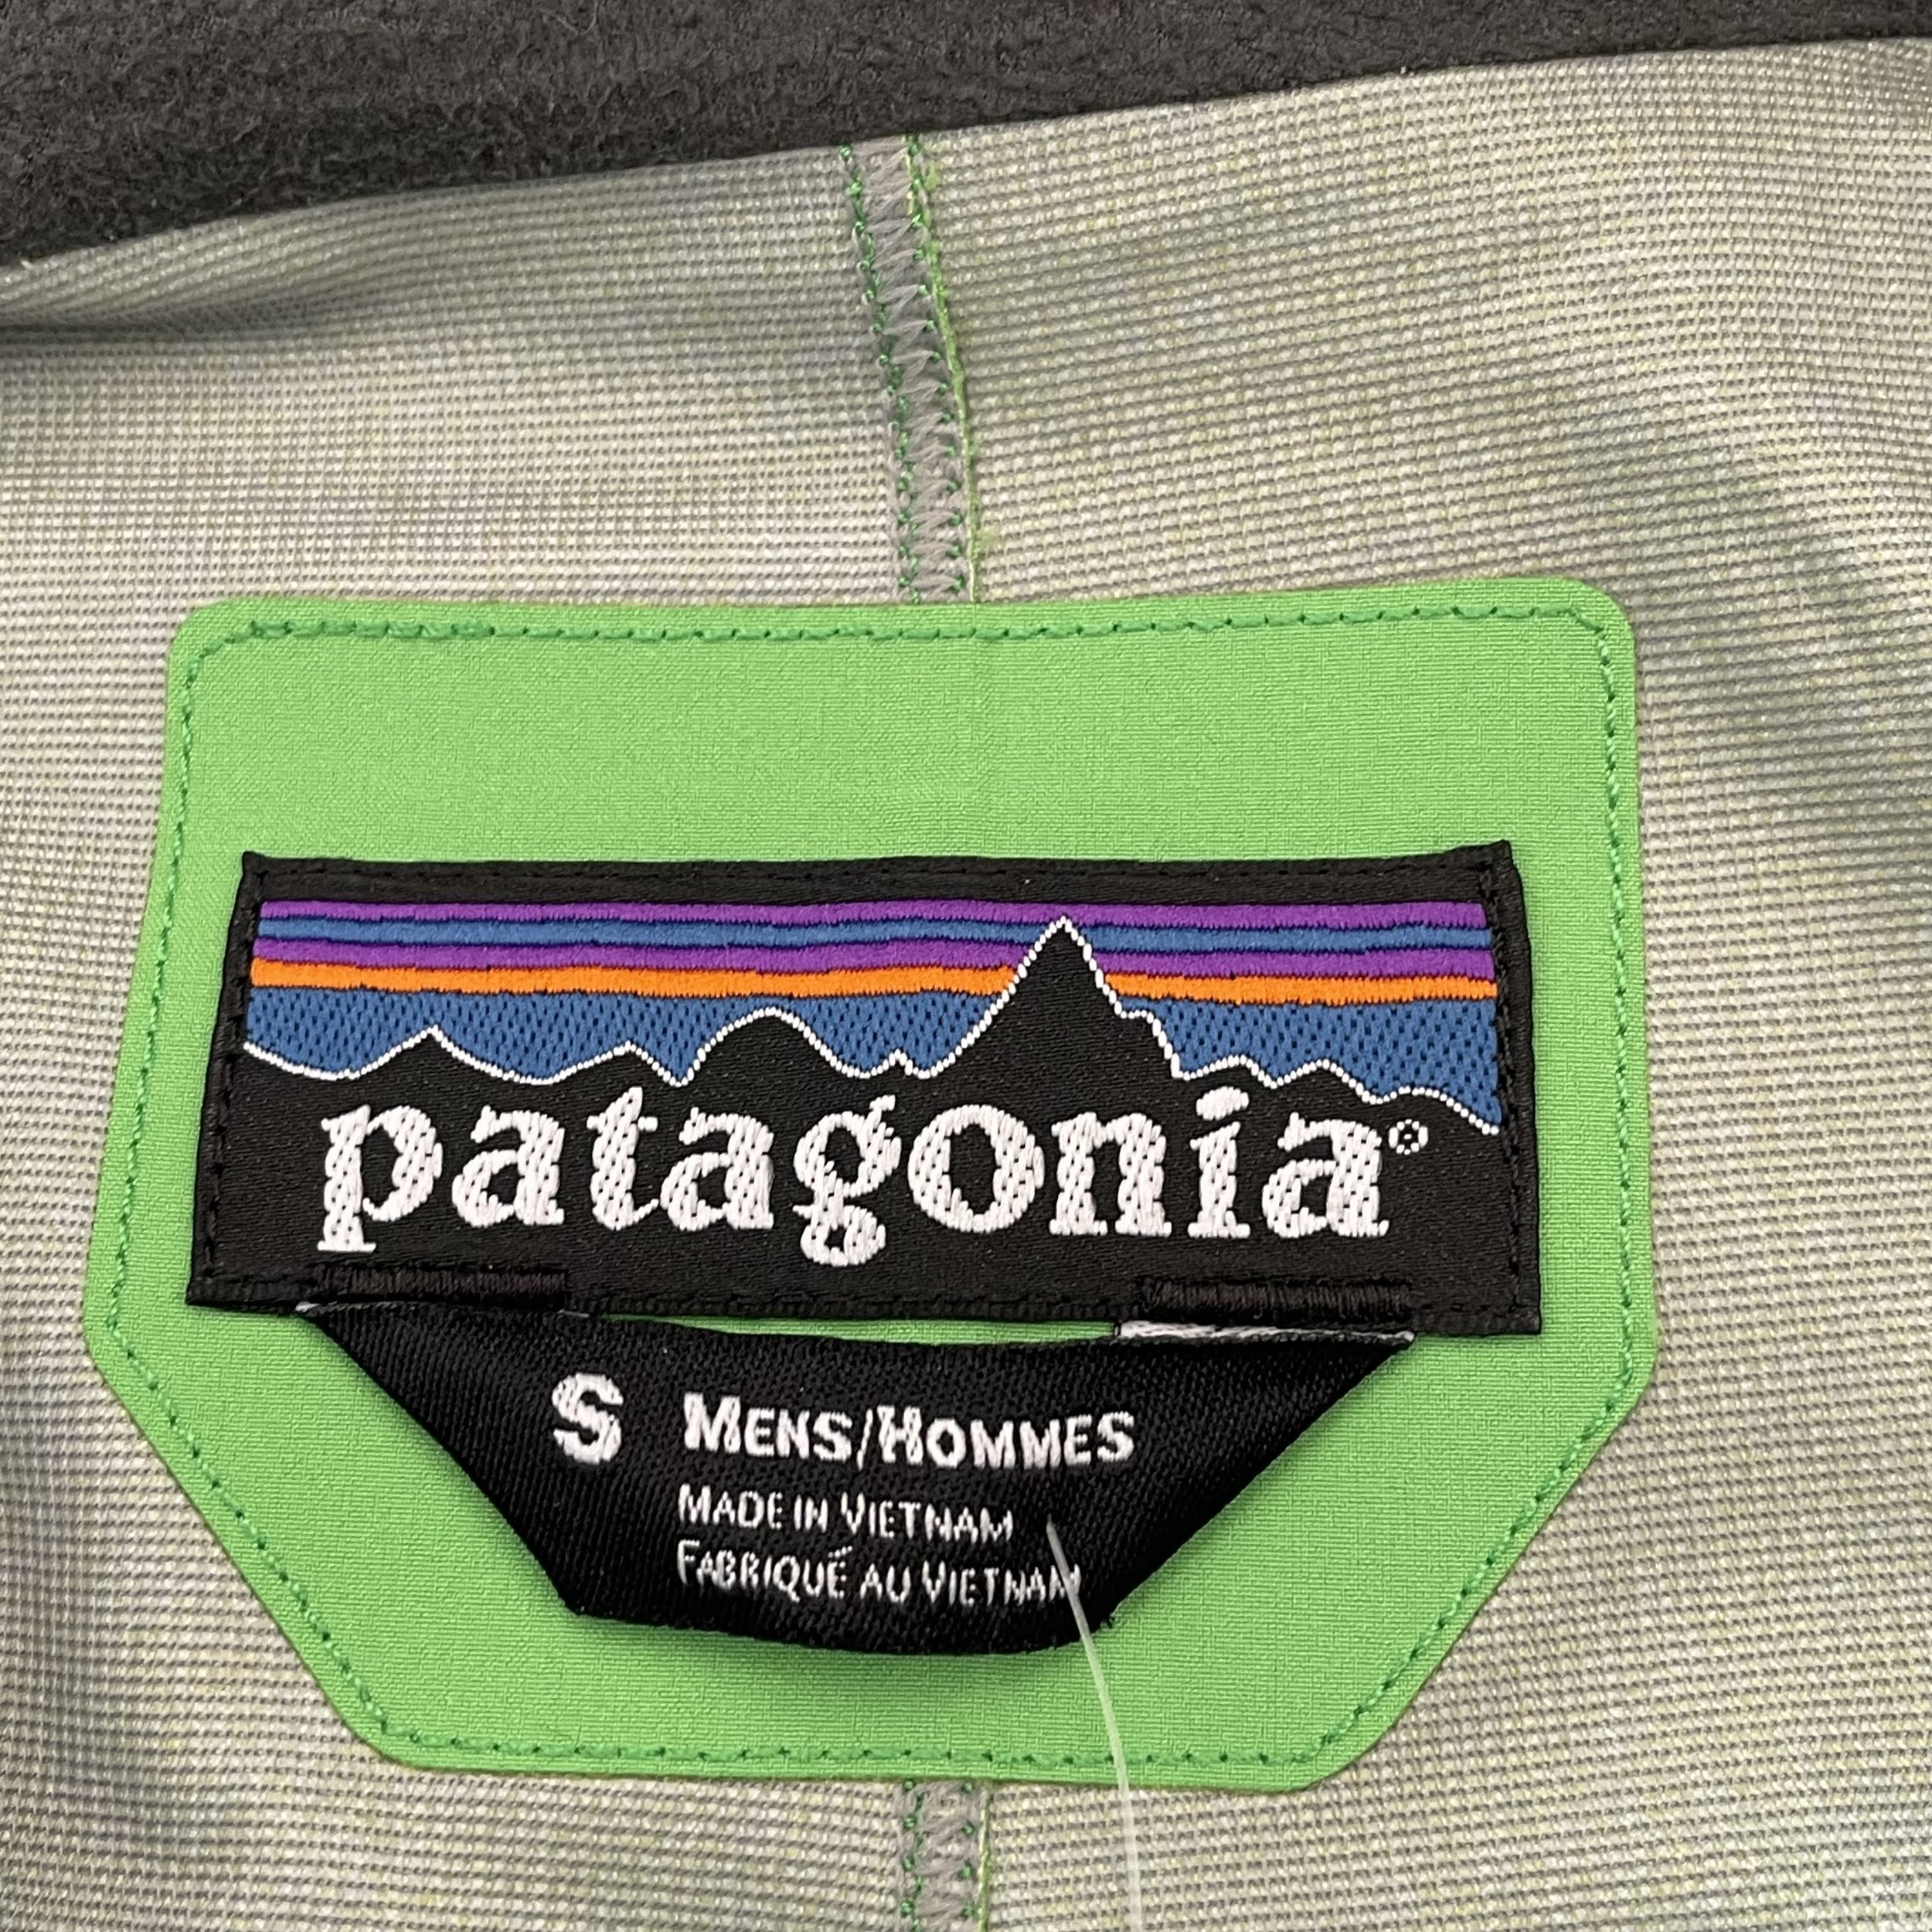 patagonia®
S MENS/HOMMES
MADE IN VIETNAM
FABRIQUÉ AU VIETNAM